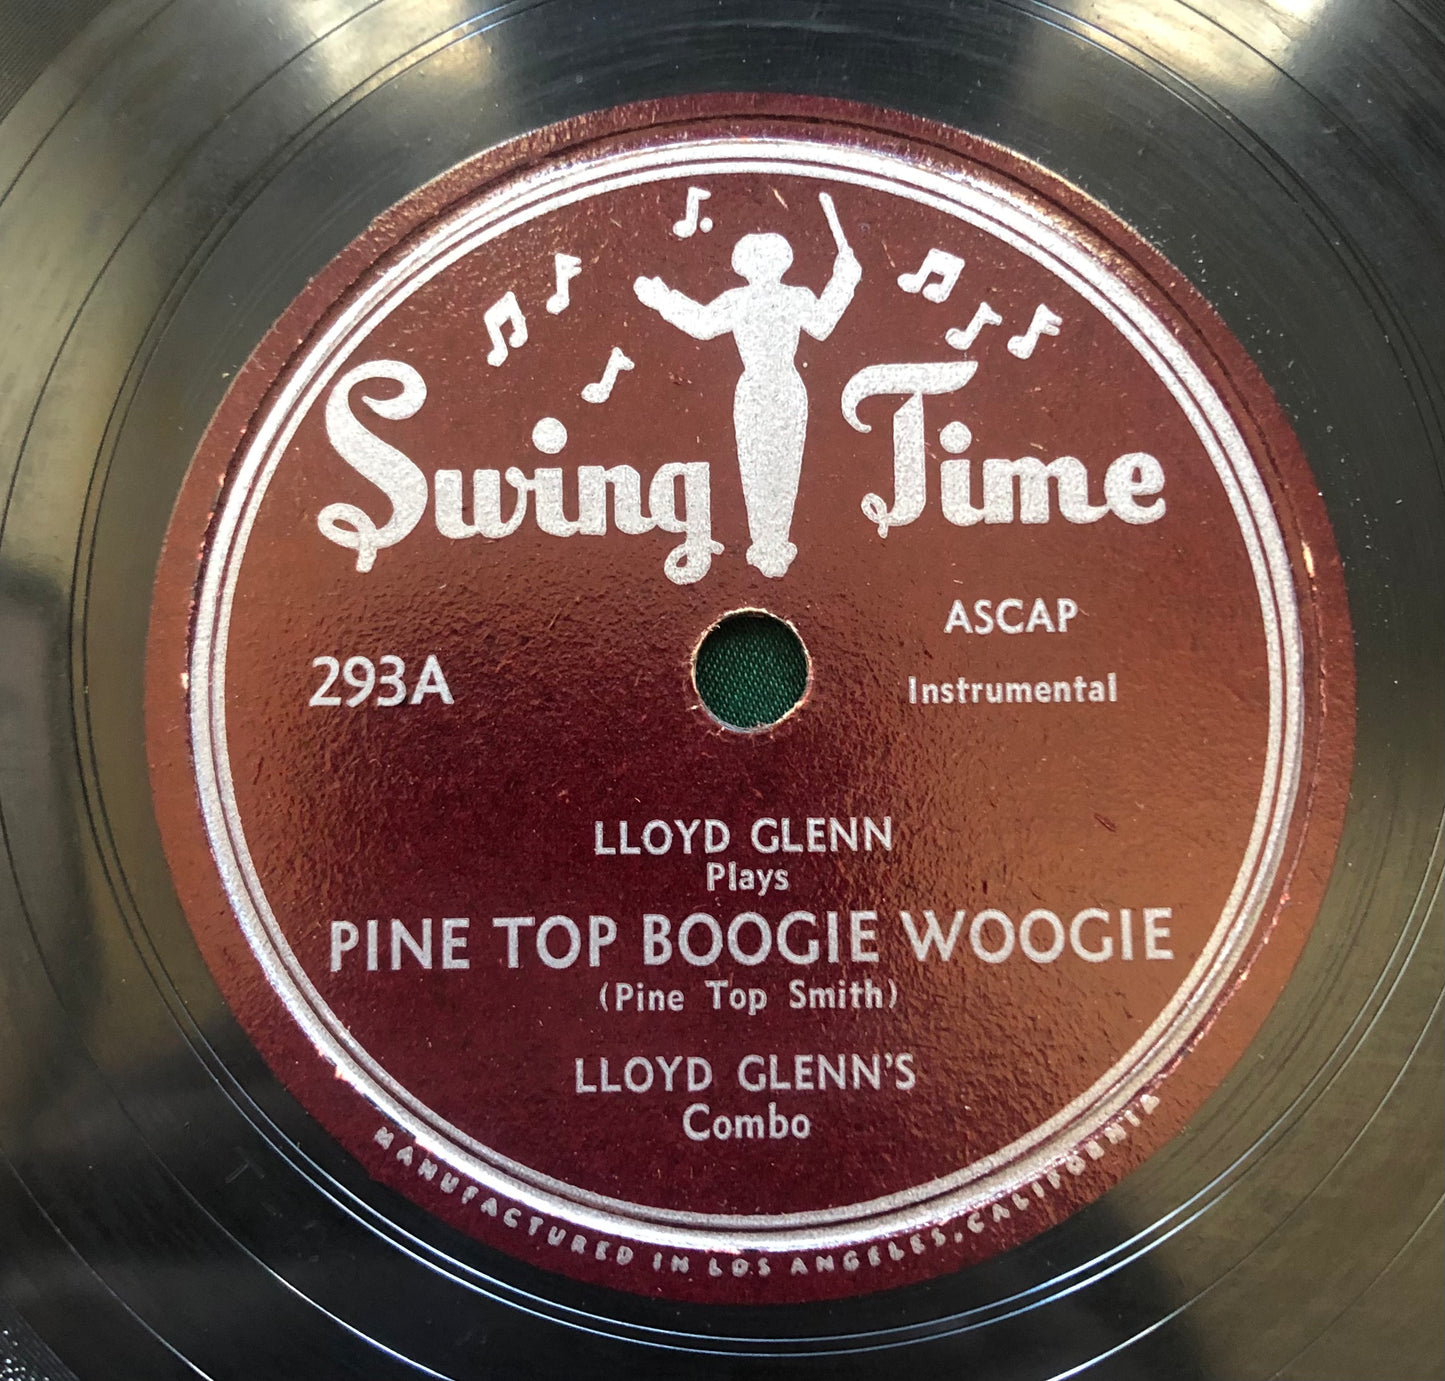 Swing Time
ASCAP
293A
Instrumental
LLOYD GLENN
Plays
PINE TOP BOOGIE WOOGIE
(Pine Top Smith)
LLOYD GLENN'S
Combo
MANUFACTURED IN LOS ANGELES, CALIFORNIA